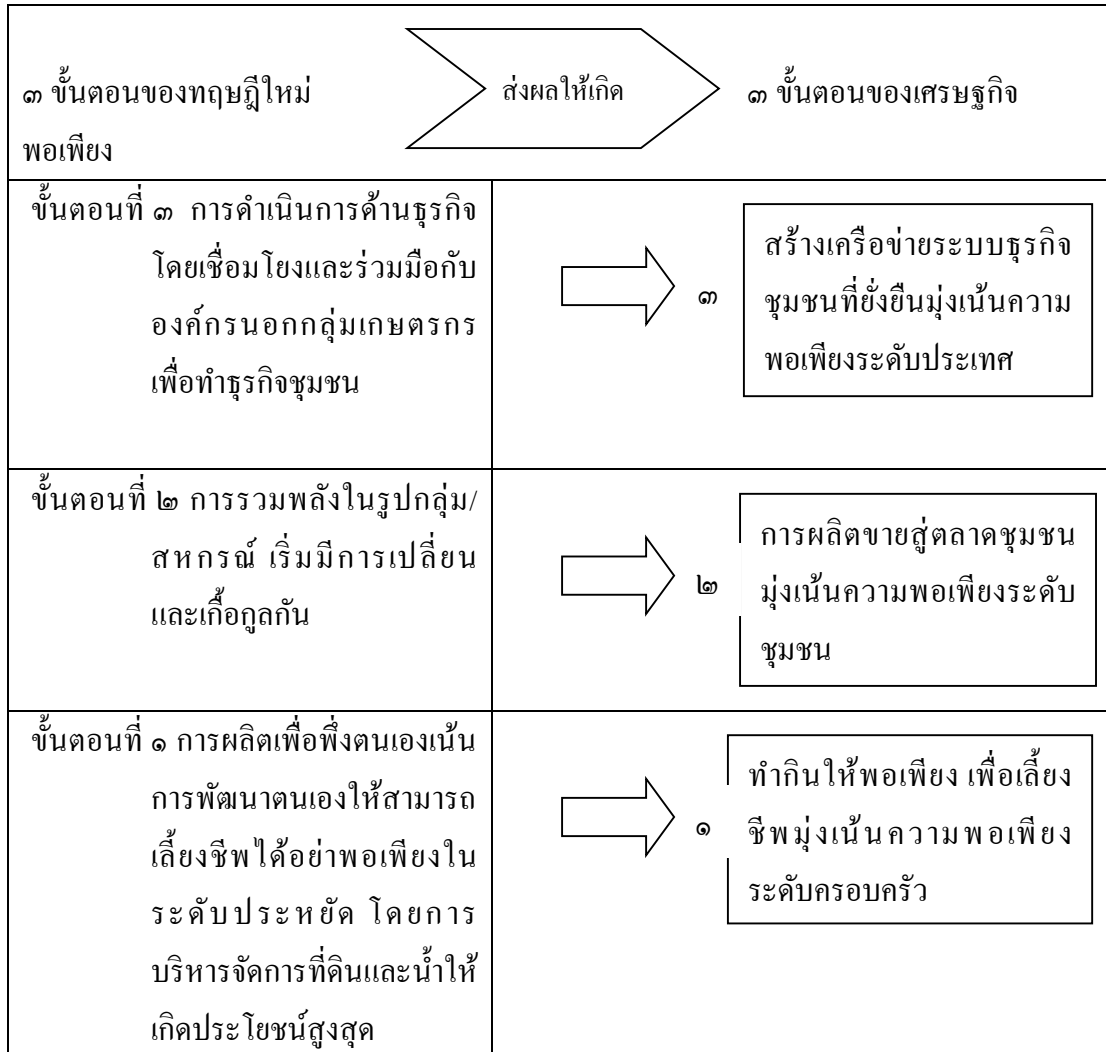 ๓ ขั้นตอนของทฤษฎีใหม่ ส่งผลให้เกิด ๓ ขั้นตอนของเศรษฐกิจ
พอเพียง
ขั้นตอนที่ ๓ การดำเนินการด้านธุรกิจ
โดยเชื่อมโยงและร่วมมือกับ
องค์กรนอกกลุ่มเกษตรกร
เพื่อทำธุรกิจชุมชน
๓
สร้างเครือข่ายระบบธุรกิจ
ชุมชนที่ยั่งยืนมุ่งเน้นความ
พอเพียงระดับประเทศ
ขั้นตอนที่ ๒ การรวมพลังในรูปกลุ่ม/
สหกรณ์ เริ่มมีการเปลี่ยน
และเกื้อกูลกัน
๒
การผลิตขายสู่ตลาดชุมชน
มุ่งเน้นความพอเพียงระดับ
ชุมชน
ขั้นตอนที่ ๑ การผลิตเพื่อพึ่งตนเองเน้น
การพัฒนาตนเองให้สามารถ
เลี้ยงชีพได้อย่าพอเพียงใน
ระดับประหยัด โดยการ
บริหารจัดการที่ดินและน้ำให้
เกิดประโยชน์สูงสุด
๑
ทำกินให้พอเพียง เพื่อเลี้ยง
ชีพมุ่งเน้นความพอเพียง
ระดับครอบครัว